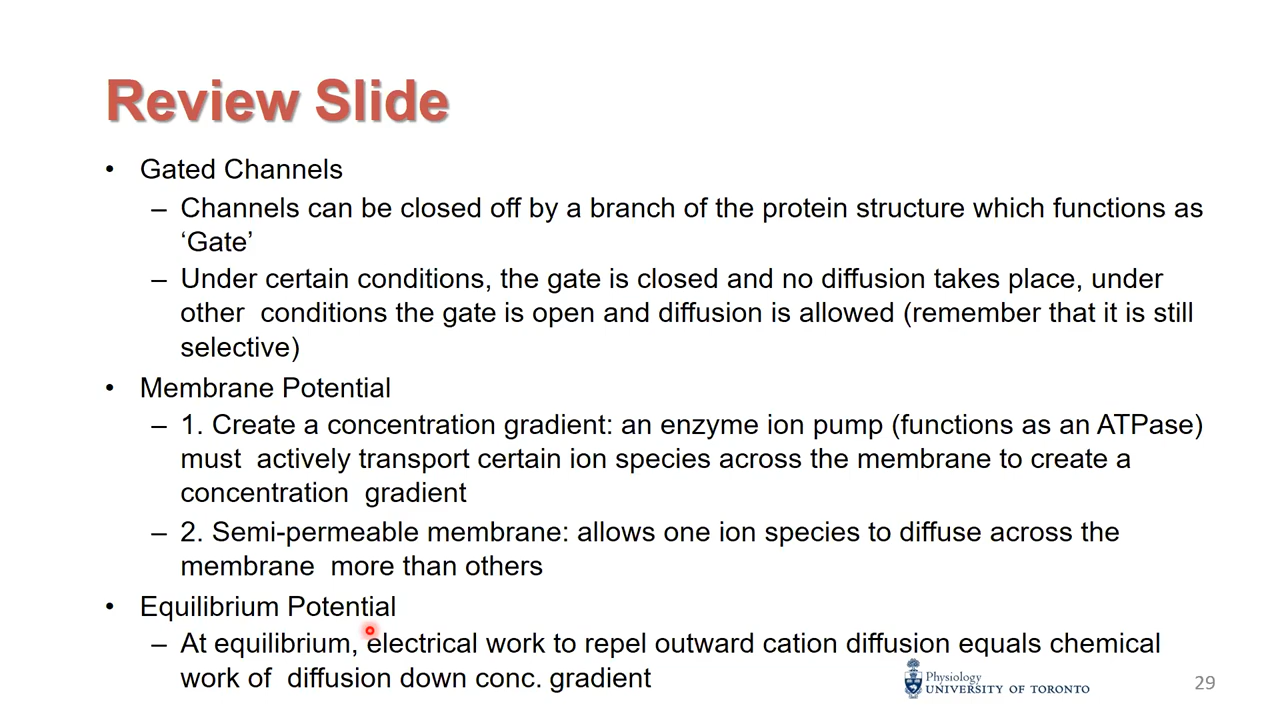 Review Slide
• Gated Channels
– Channels can be closed off by a branch of the protein structure which functions as
‘Gate’
– Under certain conditions, the gate is closed and no diffusion takes place, under
other conditions the gate is open and diffusion is allowed (remember that it is still
selective)
• Membrane Potential
– 1. Create a concentration gradient: an enzyme ion pump (functions as an ATPase)
must actively transport certain ion species across the membrane to create a
concentration gradient
– 2. Semi-permeable membrane: allows one ion species to diffuse across the
membrane more than others
• Equilibrium Potential
– At equilibrium, electrical work to repel outward cation diffusion equals chemical
work of diffusion down conc. gradient
Physiology
UNIVERSITY OF TORONTO
29